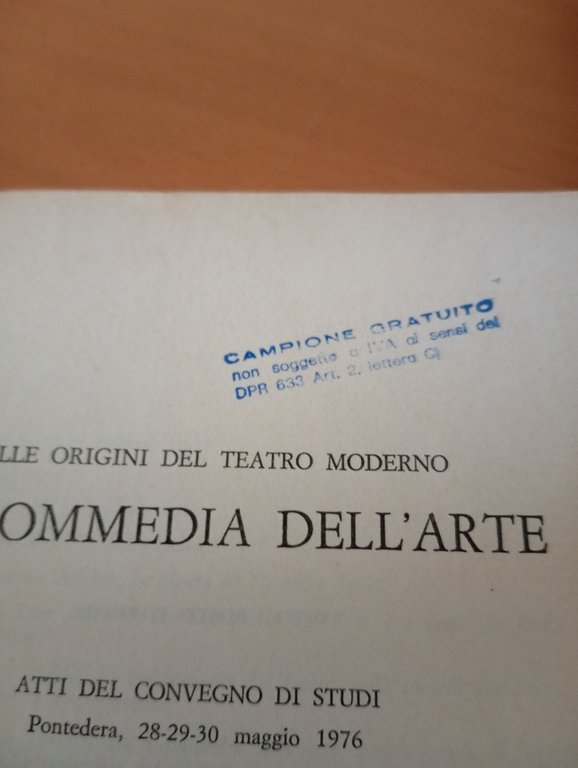 CAMPIONE GRATUITO
non soggetto a IVA ai sensi del
DPR 633 Art. 2, lettera C)
LLE ORIGINI DEL TEATRO MODERNO
OMMEDIA DELL'ARTE
ATTI DEL CONVEGNO DI STUDI
Pontedera, 28-29-30 maggio 1976